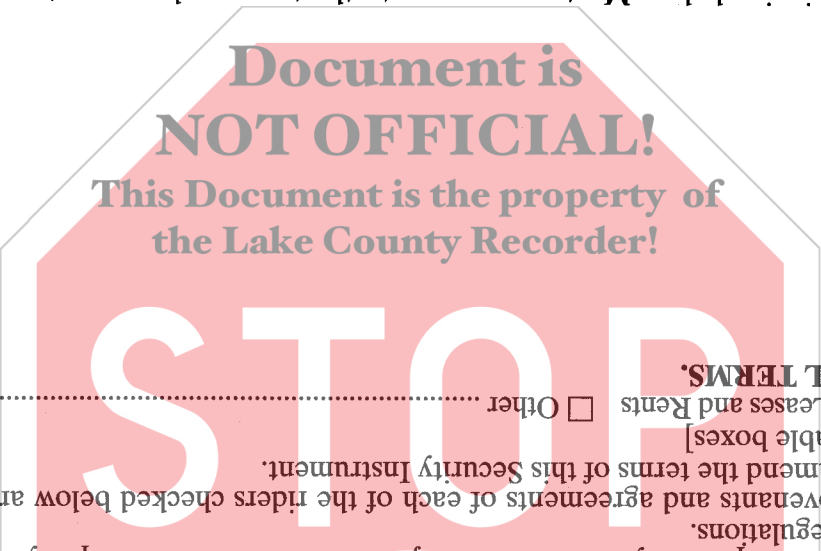 Document is
NOT OFFICIAL!
This Document is the property of
the Lake County Recorder!
STOP
egulations.
venants and agreements of each of the riders checked below
mend the terms of this Security Instrument.
able boxes]
Leases and Rents ☐ Other ........................................
L TERMS.